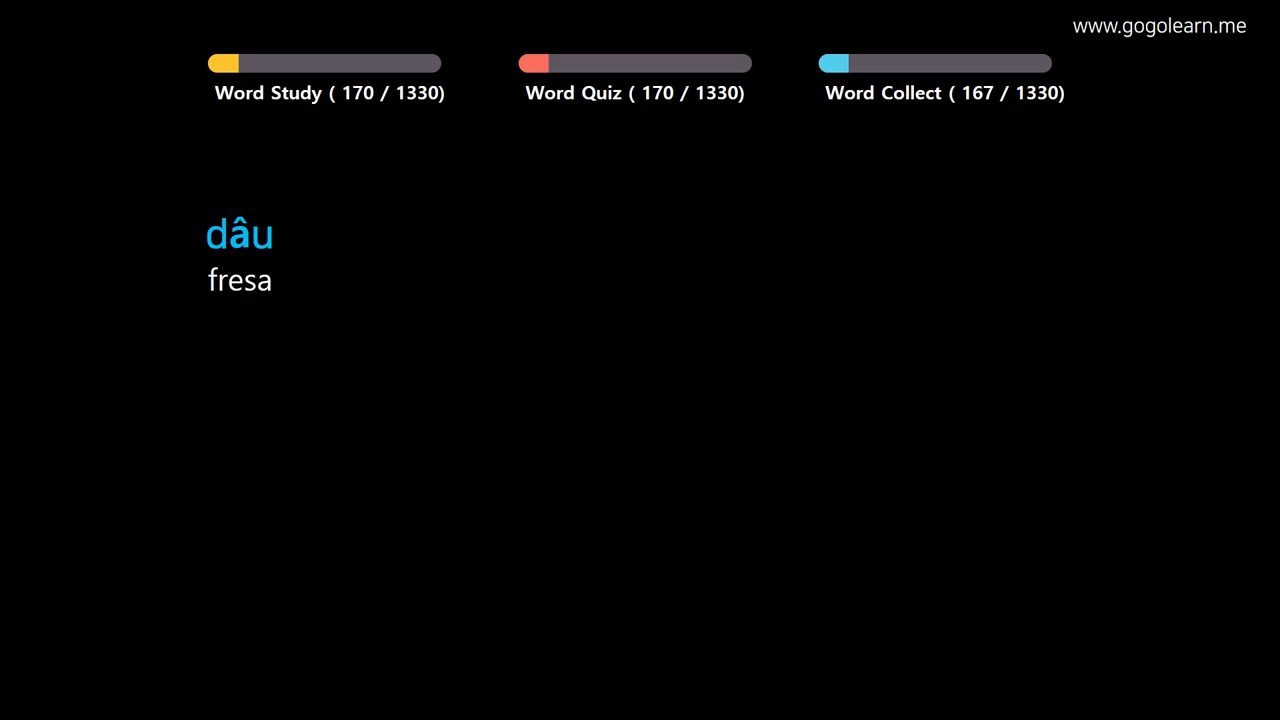 www.gogolearn.me
Word Study ( 170 / 1330)
Word Quiz ( 170 / 1330)
Word Collect ( 167 / 1330)
dâu
fresa